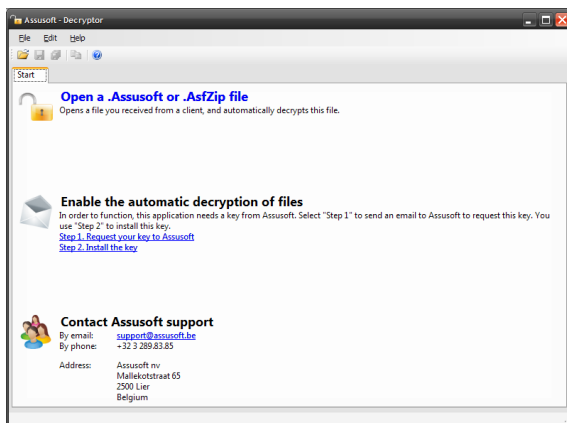 Assusoft - Decryptor
File Edit Help
Start
Open a .Assusoft or .AsfZip file
Opens a file you received from a client, and automatically decrypts this file.
Enable the automatic decryption of files
In order to function, this application needs a key from Assusoft. Select "Step 1" to send an email to Assusoft to request this key. You
use "Step 2" to install this key.
Step 1. Request your key to Assusoft
Step 2. Install the key
Contact Assusoft support
By email: support@assusoft.be
By phone: +32 3 289.83.85
Address: Assusoft nv
Mallekotstraat 65
2500 Lier
Belgium